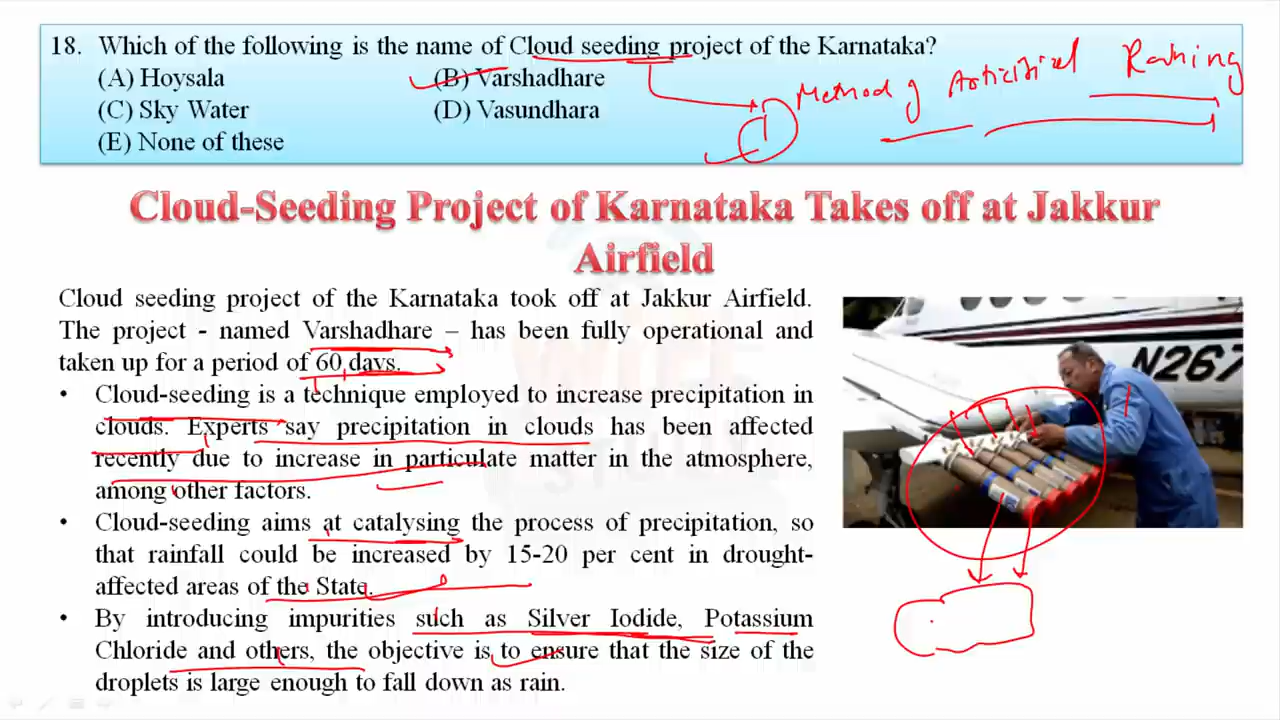 18. Which of the following is the name of Cloud seeding project of the Karnataka?
(A) Hoysala
(B) Varshadhare
(C) Sky Water
(D) Vasundhara
(E) None of these
Method of Artificial Raining
Cloud-Seeding Project of Karnataka Takes off at Jakkur
Airfield
Cloud seeding project of the Karnataka took off at Jakkur Airfield.
The project - named Varshadhare – has been fully operational and
taken up for a period of 60 days.
• Cloud-seeding is a technique employed to increase precipitation in
clouds. Experts say precipitation in clouds has been affected
recently due to increase in particulate matter in the atmosphere,
among other factors.
• Cloud-seeding aims at catalysing the process of precipitation, so
that rainfall could be increased by 15-20 per cent in drought-
affected areas of the State.
• By introducing impurities such as Silver Iodide, Potassium
Chloride and others, the objective is to ensure that the size of the
droplets is large enough to fall down as rain.
N267